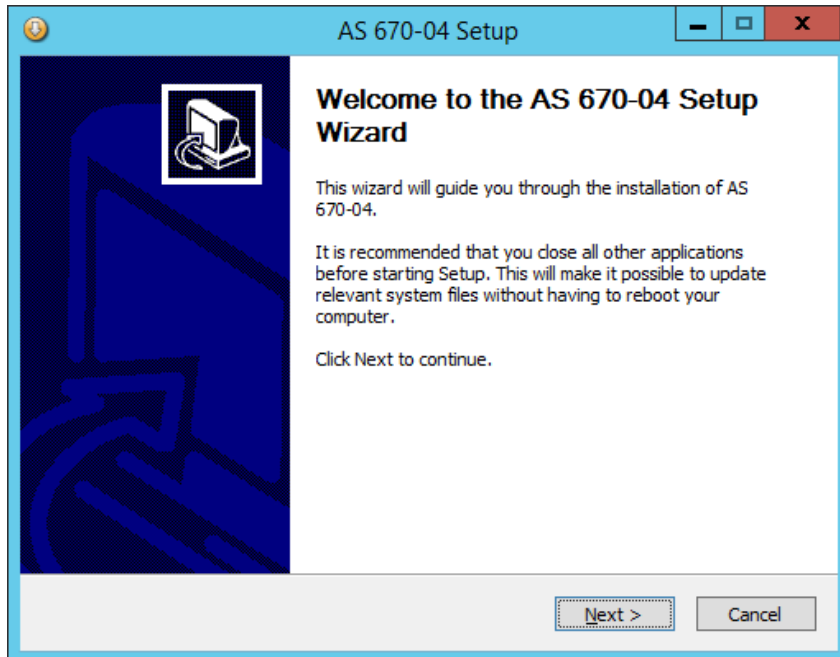 AS 670-04 Setup
Welcome to the AS 670-04 Setup
Wizard
This wizard will guide you through the installation of AS
670-04.
It is recommended that you close all other applications
before starting Setup. This will make it possible to update
relevant system files without having to reboot your
computer.
Click Next to continue.
Next >
Cancel